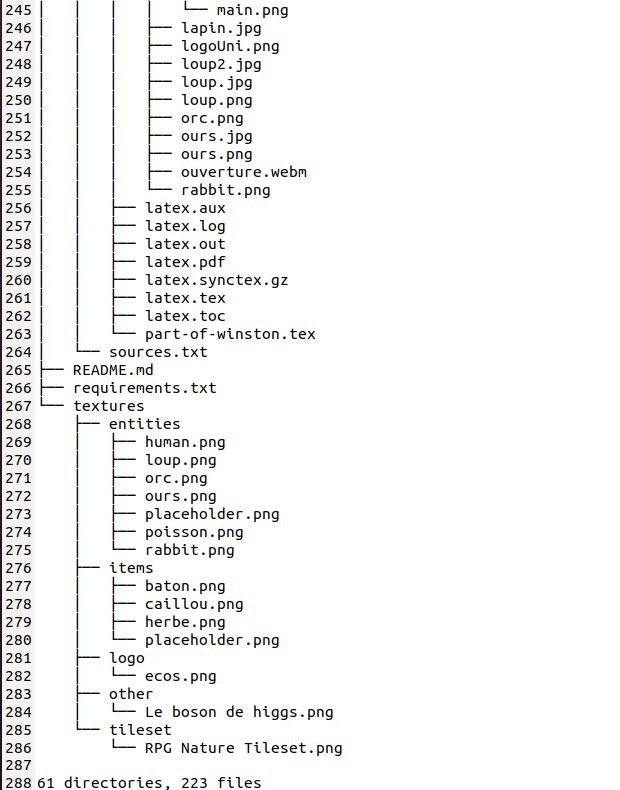 245 │   │   │   │   └── main.png
246 │   │   │   ├── lapin.jpg
247 │   │   │   ├── logoUni.png
248 │   │   │   ├── loup2.jpg
249 │   │   │   ├── loup.jpg
250 │   │   │   ├── loup.png
251 │   │   │   ├── orc.png
252 │   │   │   ├── ours.jpg
253 │   │   │   ├── ours.png
254 │   │   │   ├── ouverture.webm
255 │   │   │   └── rabbit.png
256 │   │   ├── latex.aux
257 │   │   ├── latex.log
258 │   │   ├── latex.out
259 │   │   ├── latex.pdf
260 │   │   ├── latex.synctex.gz
261 │   │   ├── latex.tex
262 │   │   ├── latex.toc
263 │   │   └── part-of-winston.tex
264 │   └── sources.txt
265 ├── README.md
266 ├── requirements.txt
267 └── textures
268     ├── entities
269     │   ├── human.png
270     │   ├── loup.png
271     │   ├── orc.png
272     │   ├── ours.png
273     │   ├── placeholder.png
274     │   ├── poisson.png
275     │   └── rabbit.png
276     ├── items
277     │   ├── baton.png
278     │   ├── caillou.png
279     │   ├── herbe.png
280     │   └── placeholder.png
281     ├── logo
282     │   └── ecos.png
283     ├── other
284     │   └── Le boson de higgs.png
285     └── tileset
286         └── RPG Nature Tileset.png
287
288 61 directories, 223 files